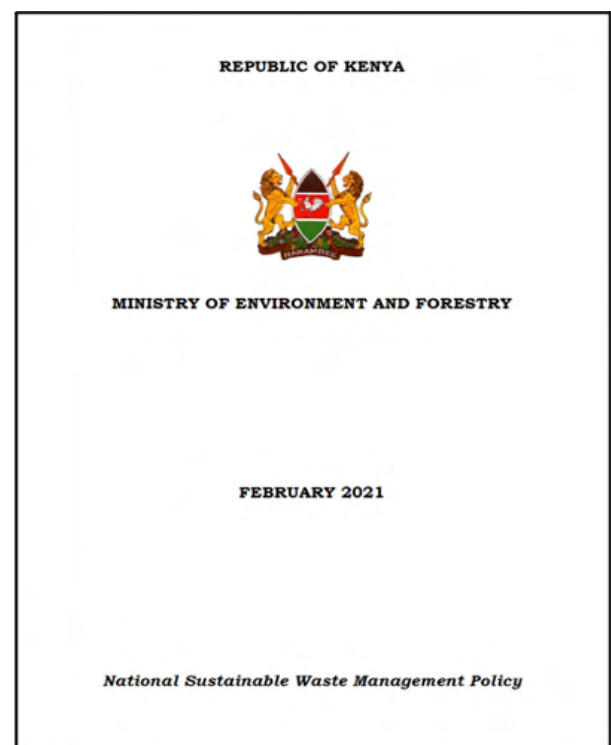 REPUBLIC OF KENYA
HARAMBEE
MINISTRY OF ENVIRONMENT AND FORESTRY
FEBRUARY 2021
National Sustainable Waste Management Policy